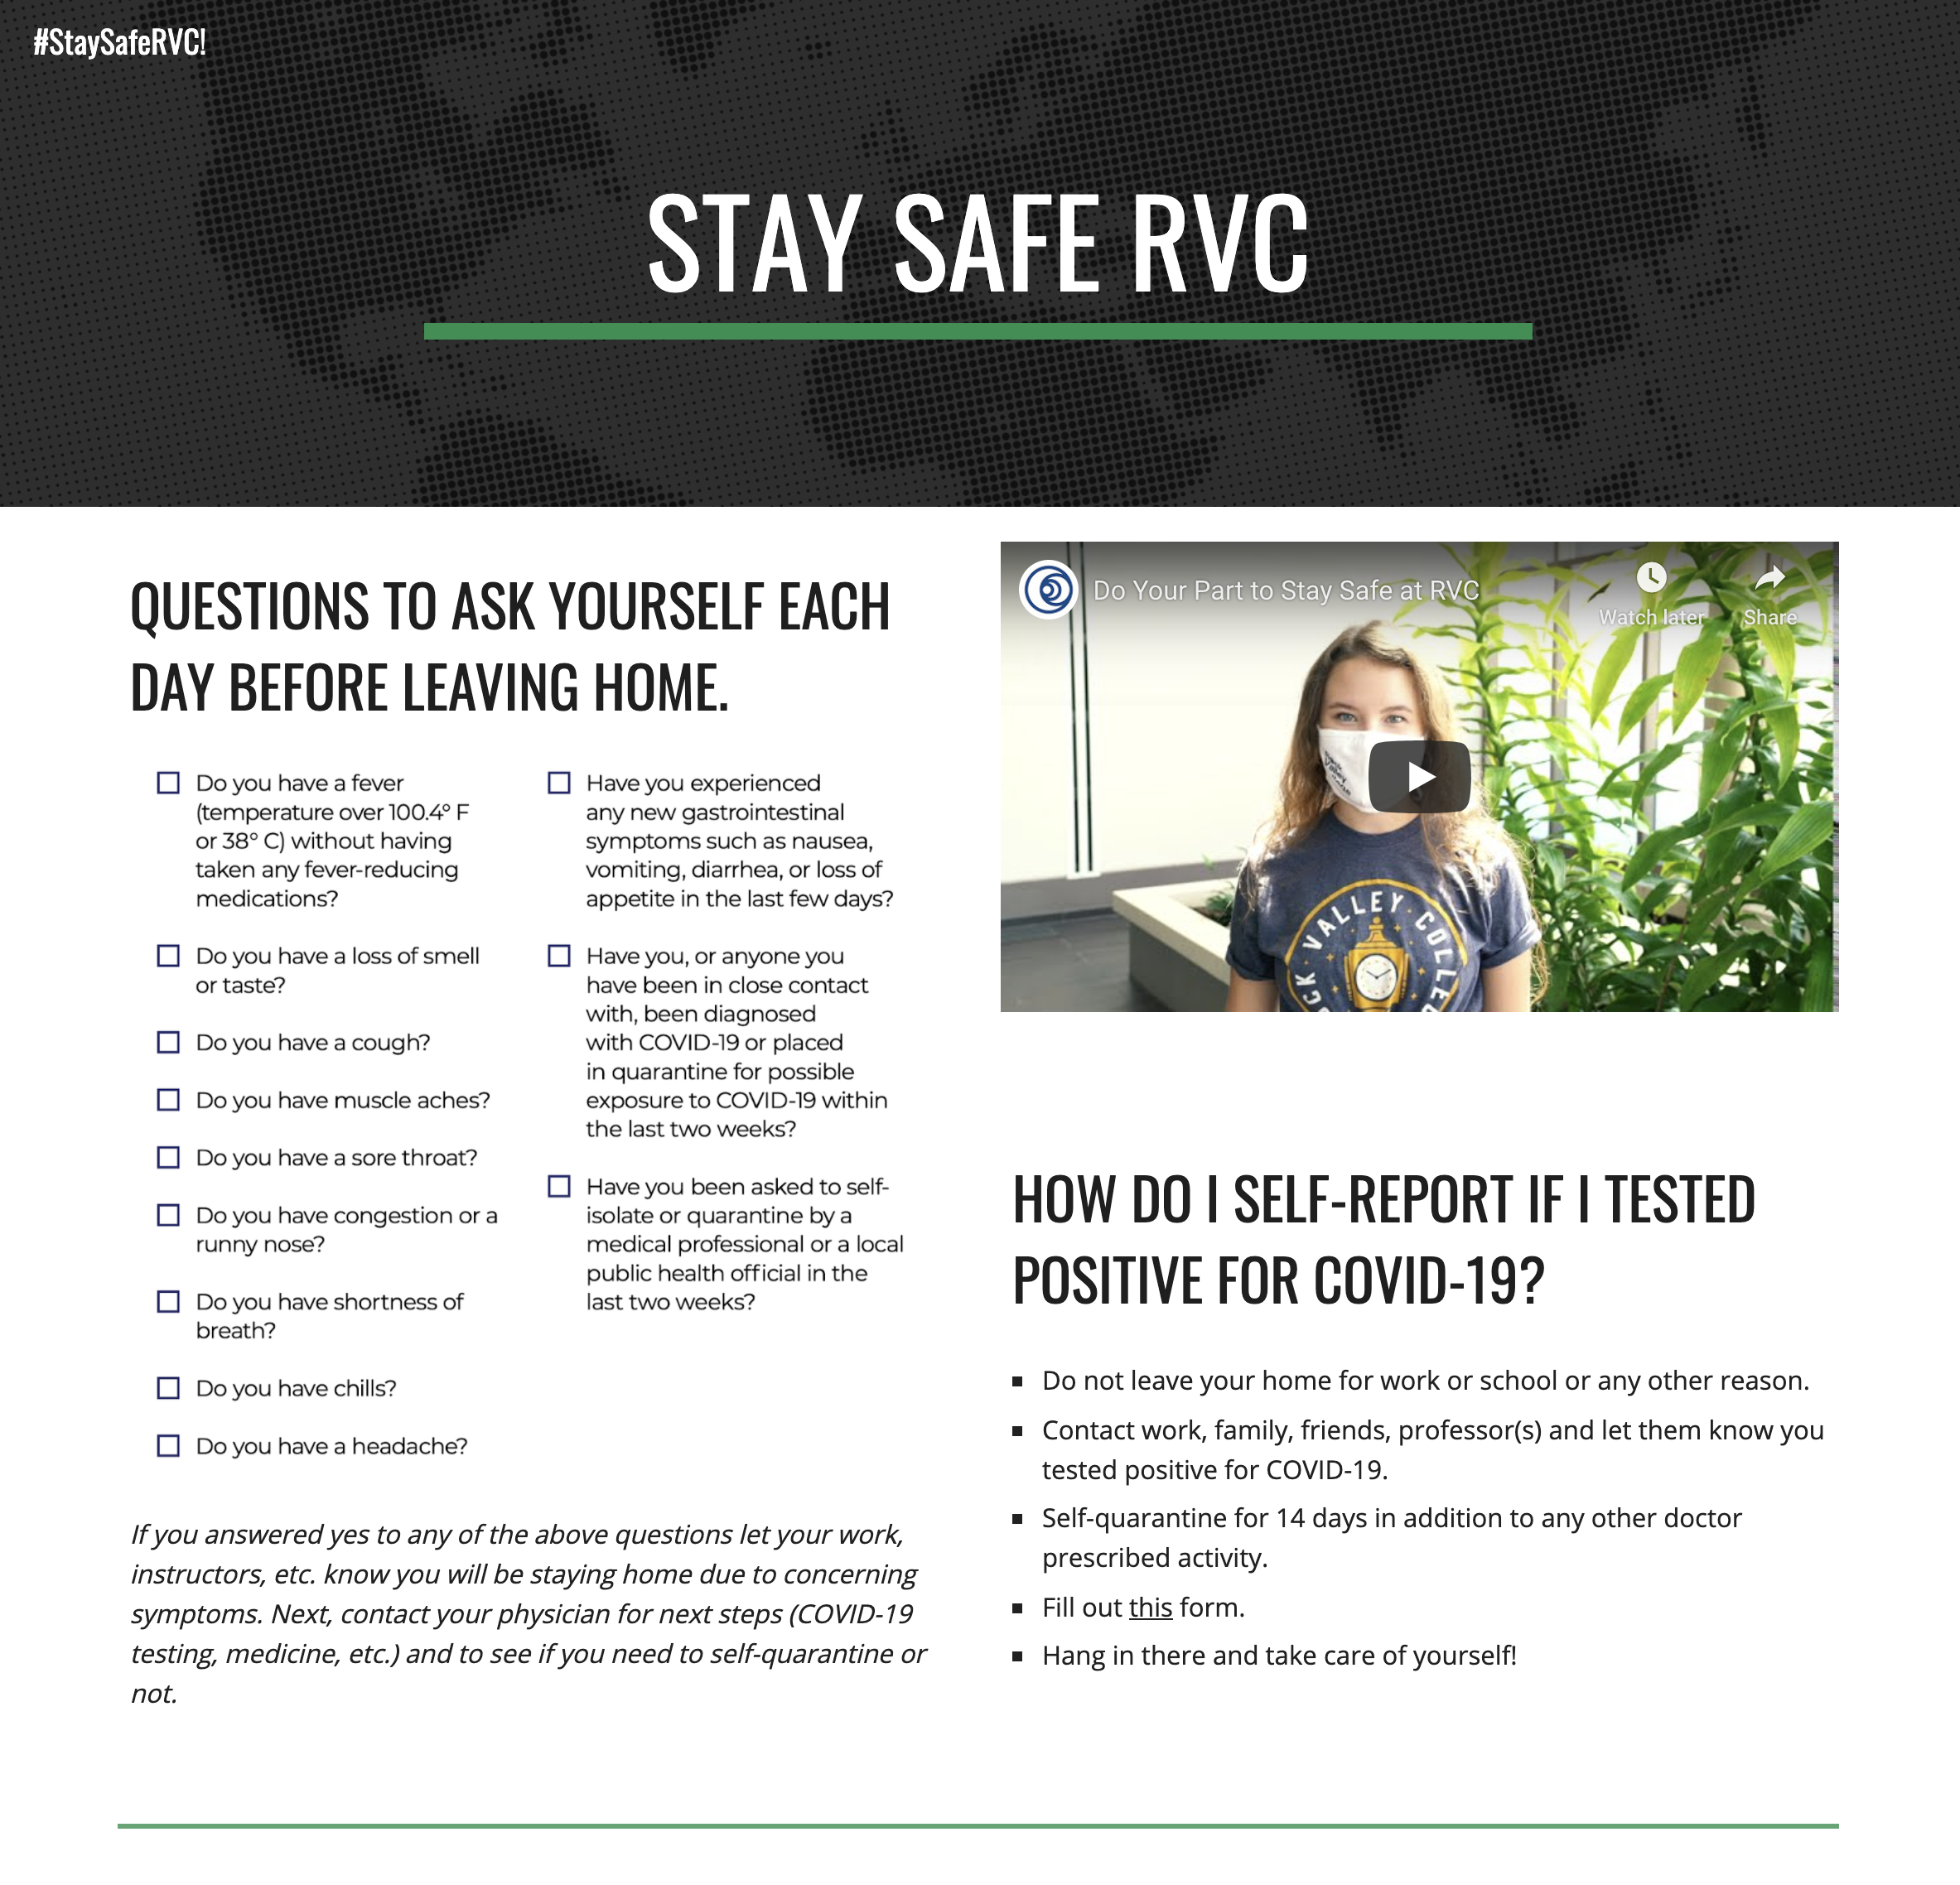 #StaySafeRVC!
STAY SAFE RVC
QUESTIONS TO ASK YOURSELF EACH
DAY BEFORE LEAVING HOME.
Do you have a fever
(temperature over 100.4° F
or 38° C) without having
taken any fever-reducing
medications?
Do you have a loss of smell
or taste?
Do you have a cough?
Do you have muscle aches?
Do you have a sore throat?
Do you have congestion or a
runny nose?
Do you have shortness of
breath?
Do you have chills?
Do you have a headache?
Have you experienced
any new gastrointestinal
symptoms such as nausea,
vomiting, diarrhea, or loss of
appetite in the last few days?
Have you, or anyone you
have been in close contact
with, been diagnosed
with COVID-19 or placed
in quarantine for possible
exposure to COVID-19 within
the last two weeks?
Have you been asked to self-
isolate or quarantine by a
medical professional or a local
public health official in the
last two weeks?
If you answered yes to any of the above questions let your work,
instructors, etc. know you will be staying home due to concerning
symptoms. Next, contact your physician for next steps (COVID-19
testing, medicine, etc.) and to see if you need to self-quarantine or
not.
Do Your Part to Stay Safe at RVC
Watch later
Share
VALLEY
HOW DO I SELF-REPORT IF I TESTED
POSITIVE FOR COVID-19?
Do not leave your home for work or school or any other reason.
Contact work, family, friends, professor(s) and let them know you
tested positive for COVID-19.
Self-quarantine for 14 days in addition to any other doctor
prescribed activity.
Fill out this form.
Hang in there and take care of yourself!